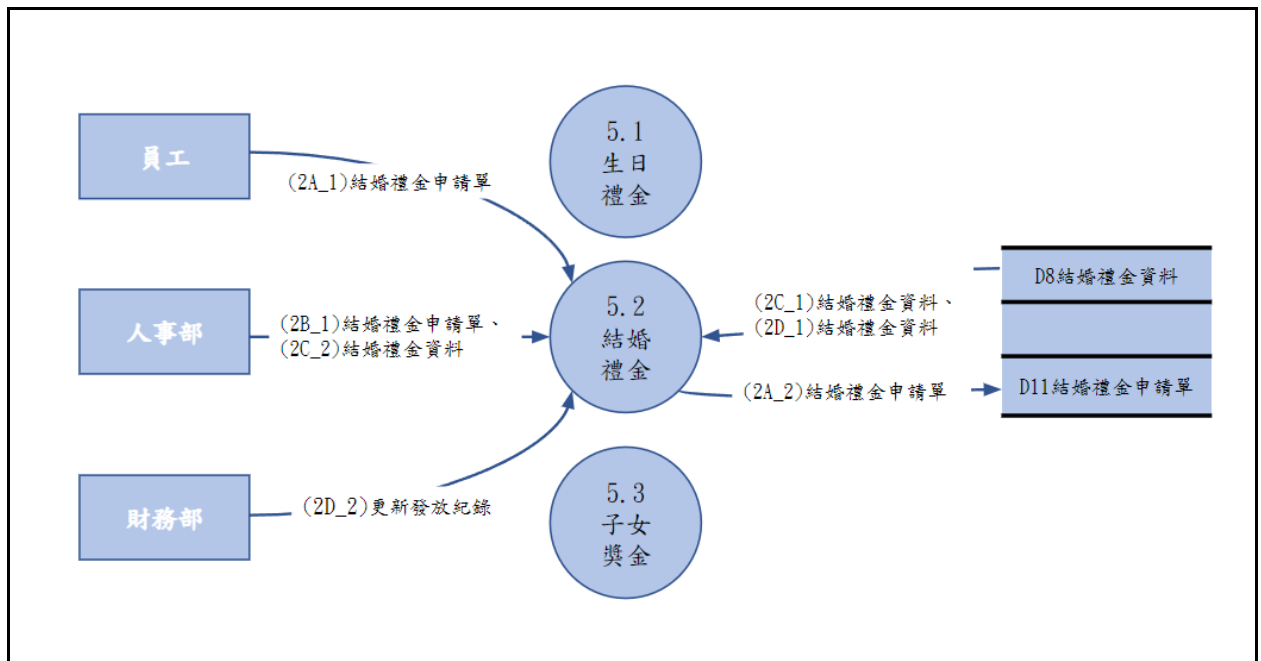 員工
(2A_1)結婚禮金申請單
5.1
生日
禮金
人事部
(2B_1)結婚禮金申請單、
(2C_2)結婚禮金資料
5.2
結婚
禮金
(2C_1)結婚禮金資料、
(2D_1)結婚禮金資料
D8結婚禮金資料
(2A_2)結婚禮金申請單
D11結婚禮金申請單
財務部
(2D_2)更新發放紀錄
5.3
子女
獎金